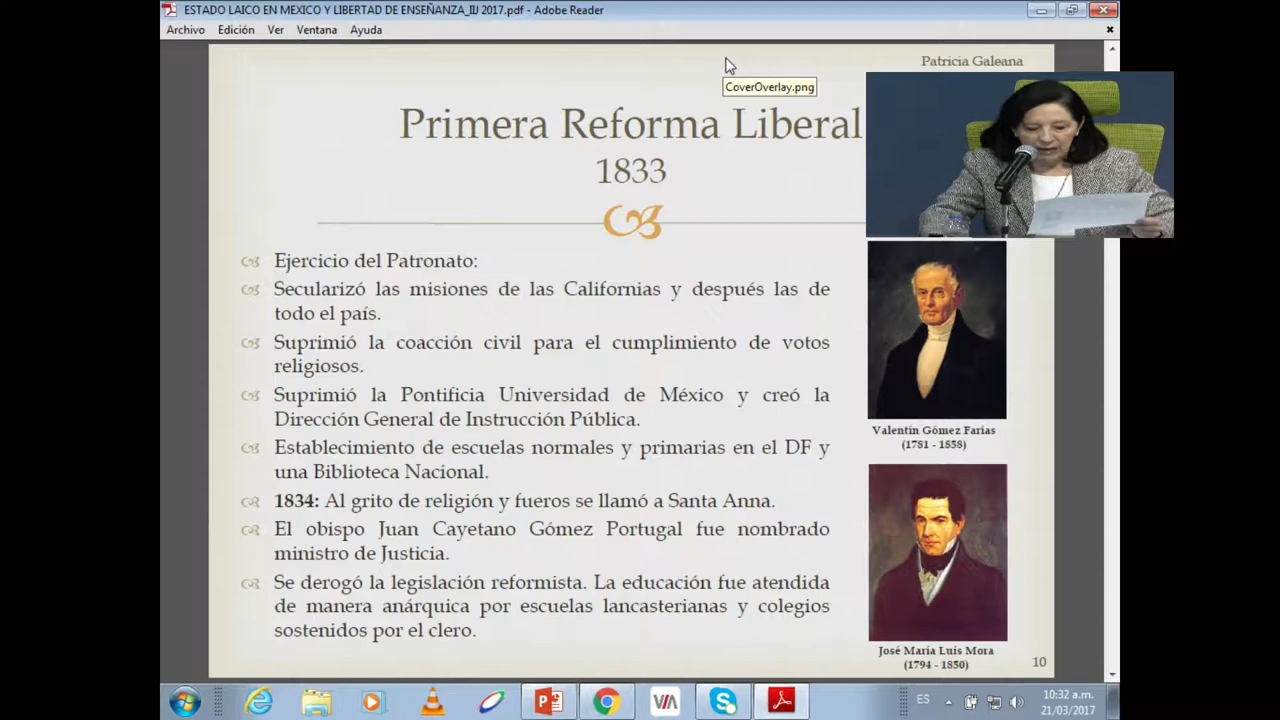 ESTADO LAICO EN MEXICO Y LIBERTAD DE ENSEÑANZA_IIJ 2017.pdf - Adobe Reader
Archivo Edición Ver Ventana Ayuda
Patricia Galeana
CoverOverlay.png
Primera Reforma Liberal
1833
Ejercicio del Patronato:
Secularizó las misiones de las Californias y después las de
todo el país.
Suprimió la coacción civil para el cumplimiento de votos
religiosos.
Suprimió la Pontificia Universidad de México y creó la
Dirección General de Instrucción Pública.
Establecimiento de escuelas normales y primarias en el DF y
una Biblioteca Nacional.
1834: Al grito de religión y fueros se llamó a Santa Anna.
El obispo Juan Cayetano Gómez Portugal fue nombrado
ministro de Justicia.
Se derogó la legislación reformista. La educación fue atendida
de manera anárquica por escuelas lancasterianas y colegios
sostenidos por el clero.
Valentín Gómez Farías
(1781 - 1858)
José María Luis Mora
(1794 - 1850)
10
VIA
ES
10:32 a.m.
21/03/2017